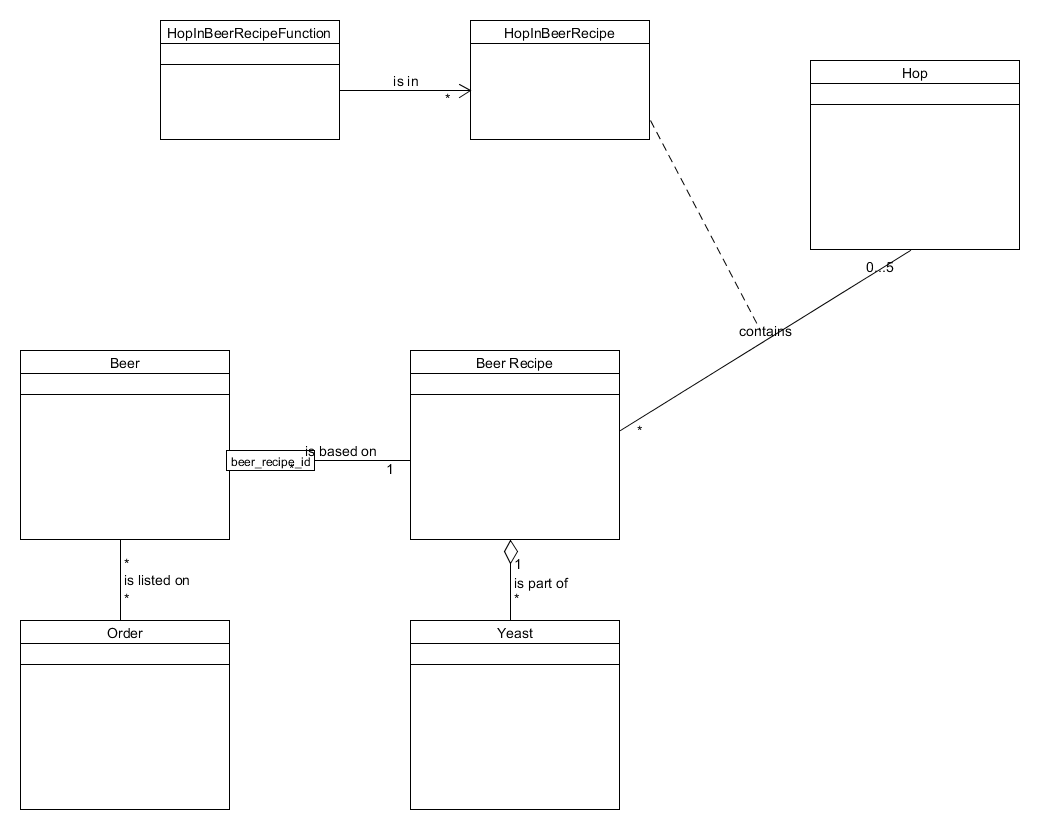 HopInBeerRecipeFunction
HopInBeerRecipe
Hop
is in
*
0...5
contains
Beer
Beer Recipe
*
is based on
beer_recipe_id
*
1
*
is listed on
*
1
is part of
*
Order
Yeast